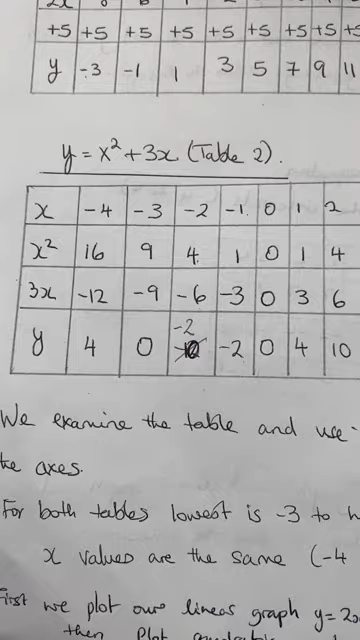 +5 +5 +5 +5 +5 +5 +5 +5
y -3 -1 1 3 5 7 9 11
y = x² + 3x (Table 2).
x -4 -3 -2 -1 0 1 2
x² 16 9 4 1 0 1 4
3x -12 -9 -6 -3 0 3 6
y 4 0 -2 -2 0 4 10
We examine the table and use
the axes.
For both tables lowest is -3 to
x values are the same (-4
First we plot our linear graph y = 2x
then plot